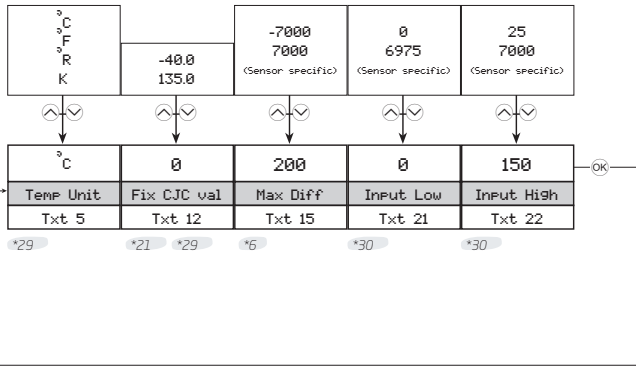 °C
°F
°R
K
-40.0
135.0
-7000
7000
(Sensor specific)
0
6975
(Sensor specific)
25
7000
(Sensor specific)
°C
0
200
0
150
OK
Temp Unit
Fix CJC val
Max Diff
Input Low
Input High
Txt 5
Txt 12
Txt 15
Txt 21
Txt 22
*29
*21 *29
*6
*30
*30